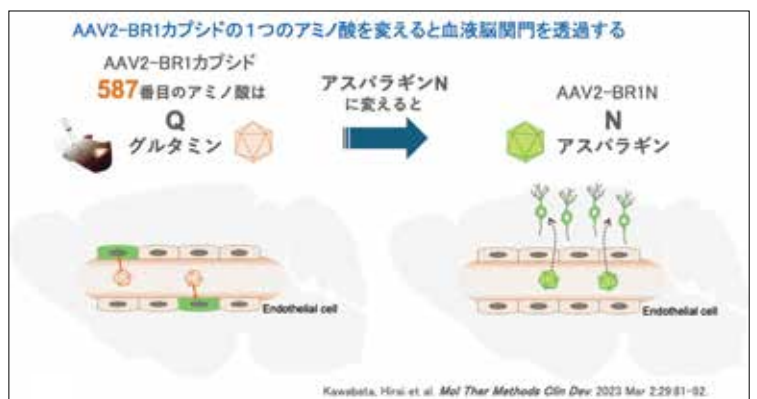 AAV2-BR1カプシドの1つのアミノ酸を変えると血液脳関門を透過する
AAV2-BR1カプシド
587番目のアミノ酸は
Q
グルタミン
アスパラギンN
に変えると
AAV2-BR1N
N
アスパラギン
Endothelial cell
Endothelial cell
Kawabata, Hirai et al. Mol Ther Methods Clin Dev. 2023 Mar 2;29:81-92.